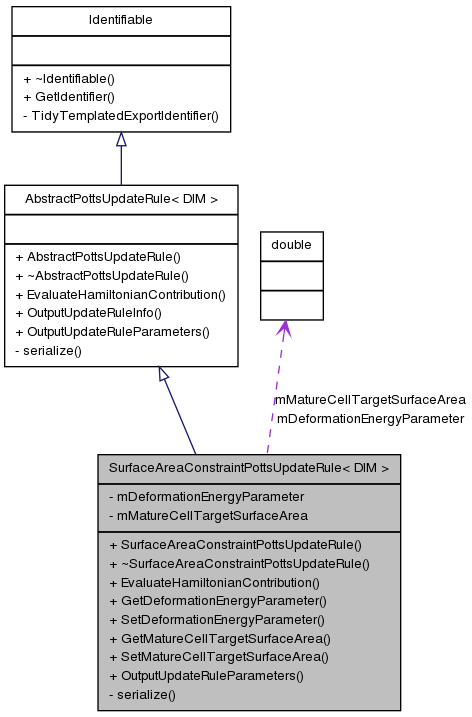 Identifiable
+ ~Identifiable()
+ GetIdentifier()
- TidyTemplatedExportIdentifier()
AbstractPottsUpdateRule< DIM >
+ AbstractPottsUpdateRule()
+ ~AbstractPottsUpdateRule()
+ EvaluateHamiltonianContribution()
+ OutputUpdateRuleInfo()
+ OutputUpdateRuleParameters()
- serialize()
double
mMatureCellTargetSurfaceArea
mDeformationEnergyParameter
SurfaceAreaConstraintPottsUpdateRule< DIM >
- mDeformationEnergyParameter
- mMatureCellTargetSurfaceArea
+ SurfaceAreaConstraintPottsUpdateRule()
+ ~SurfaceAreaConstraintPottsUpdateRule()
+ EvaluateHamiltonianContribution()
+ GetDeformationEnergyParameter()
+ SetDeformationEnergyParameter()
+ GetMatureCellTargetSurfaceArea()
+ SetMatureCellTargetSurfaceArea()
+ OutputUpdateRuleParameters()
- serialize()